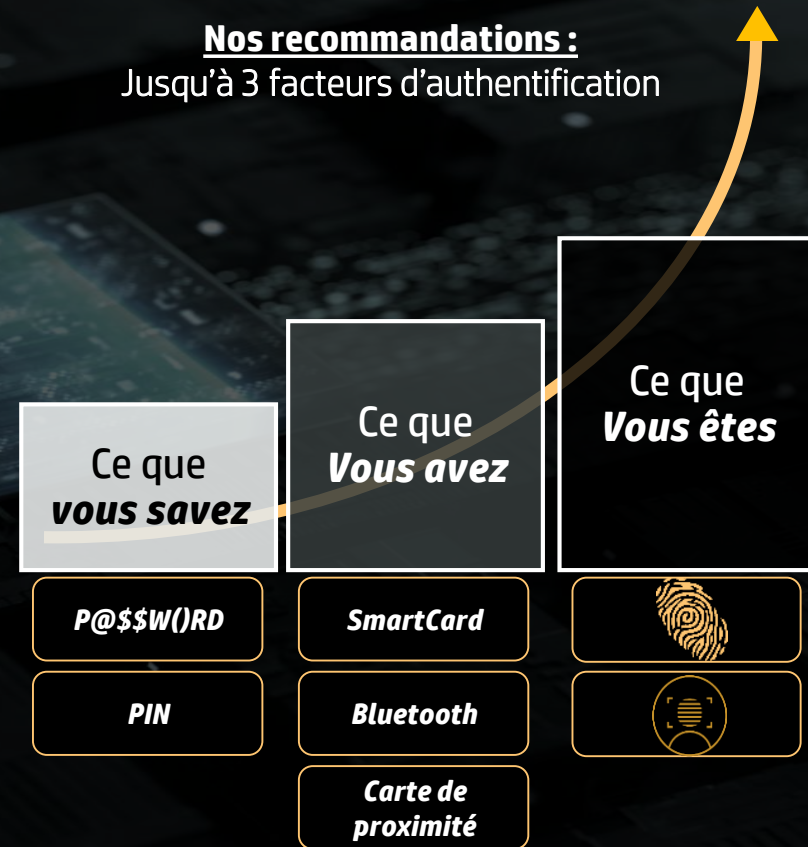 Nos recommandations :
Jusqu'à 3 facteurs d'authentification
Ce que
vous savez
Ce que
Vous avez
Ce que
Vous êtes
P@$$W()RD
SmartCard
PIN
Bluetooth
Carte de
proximité